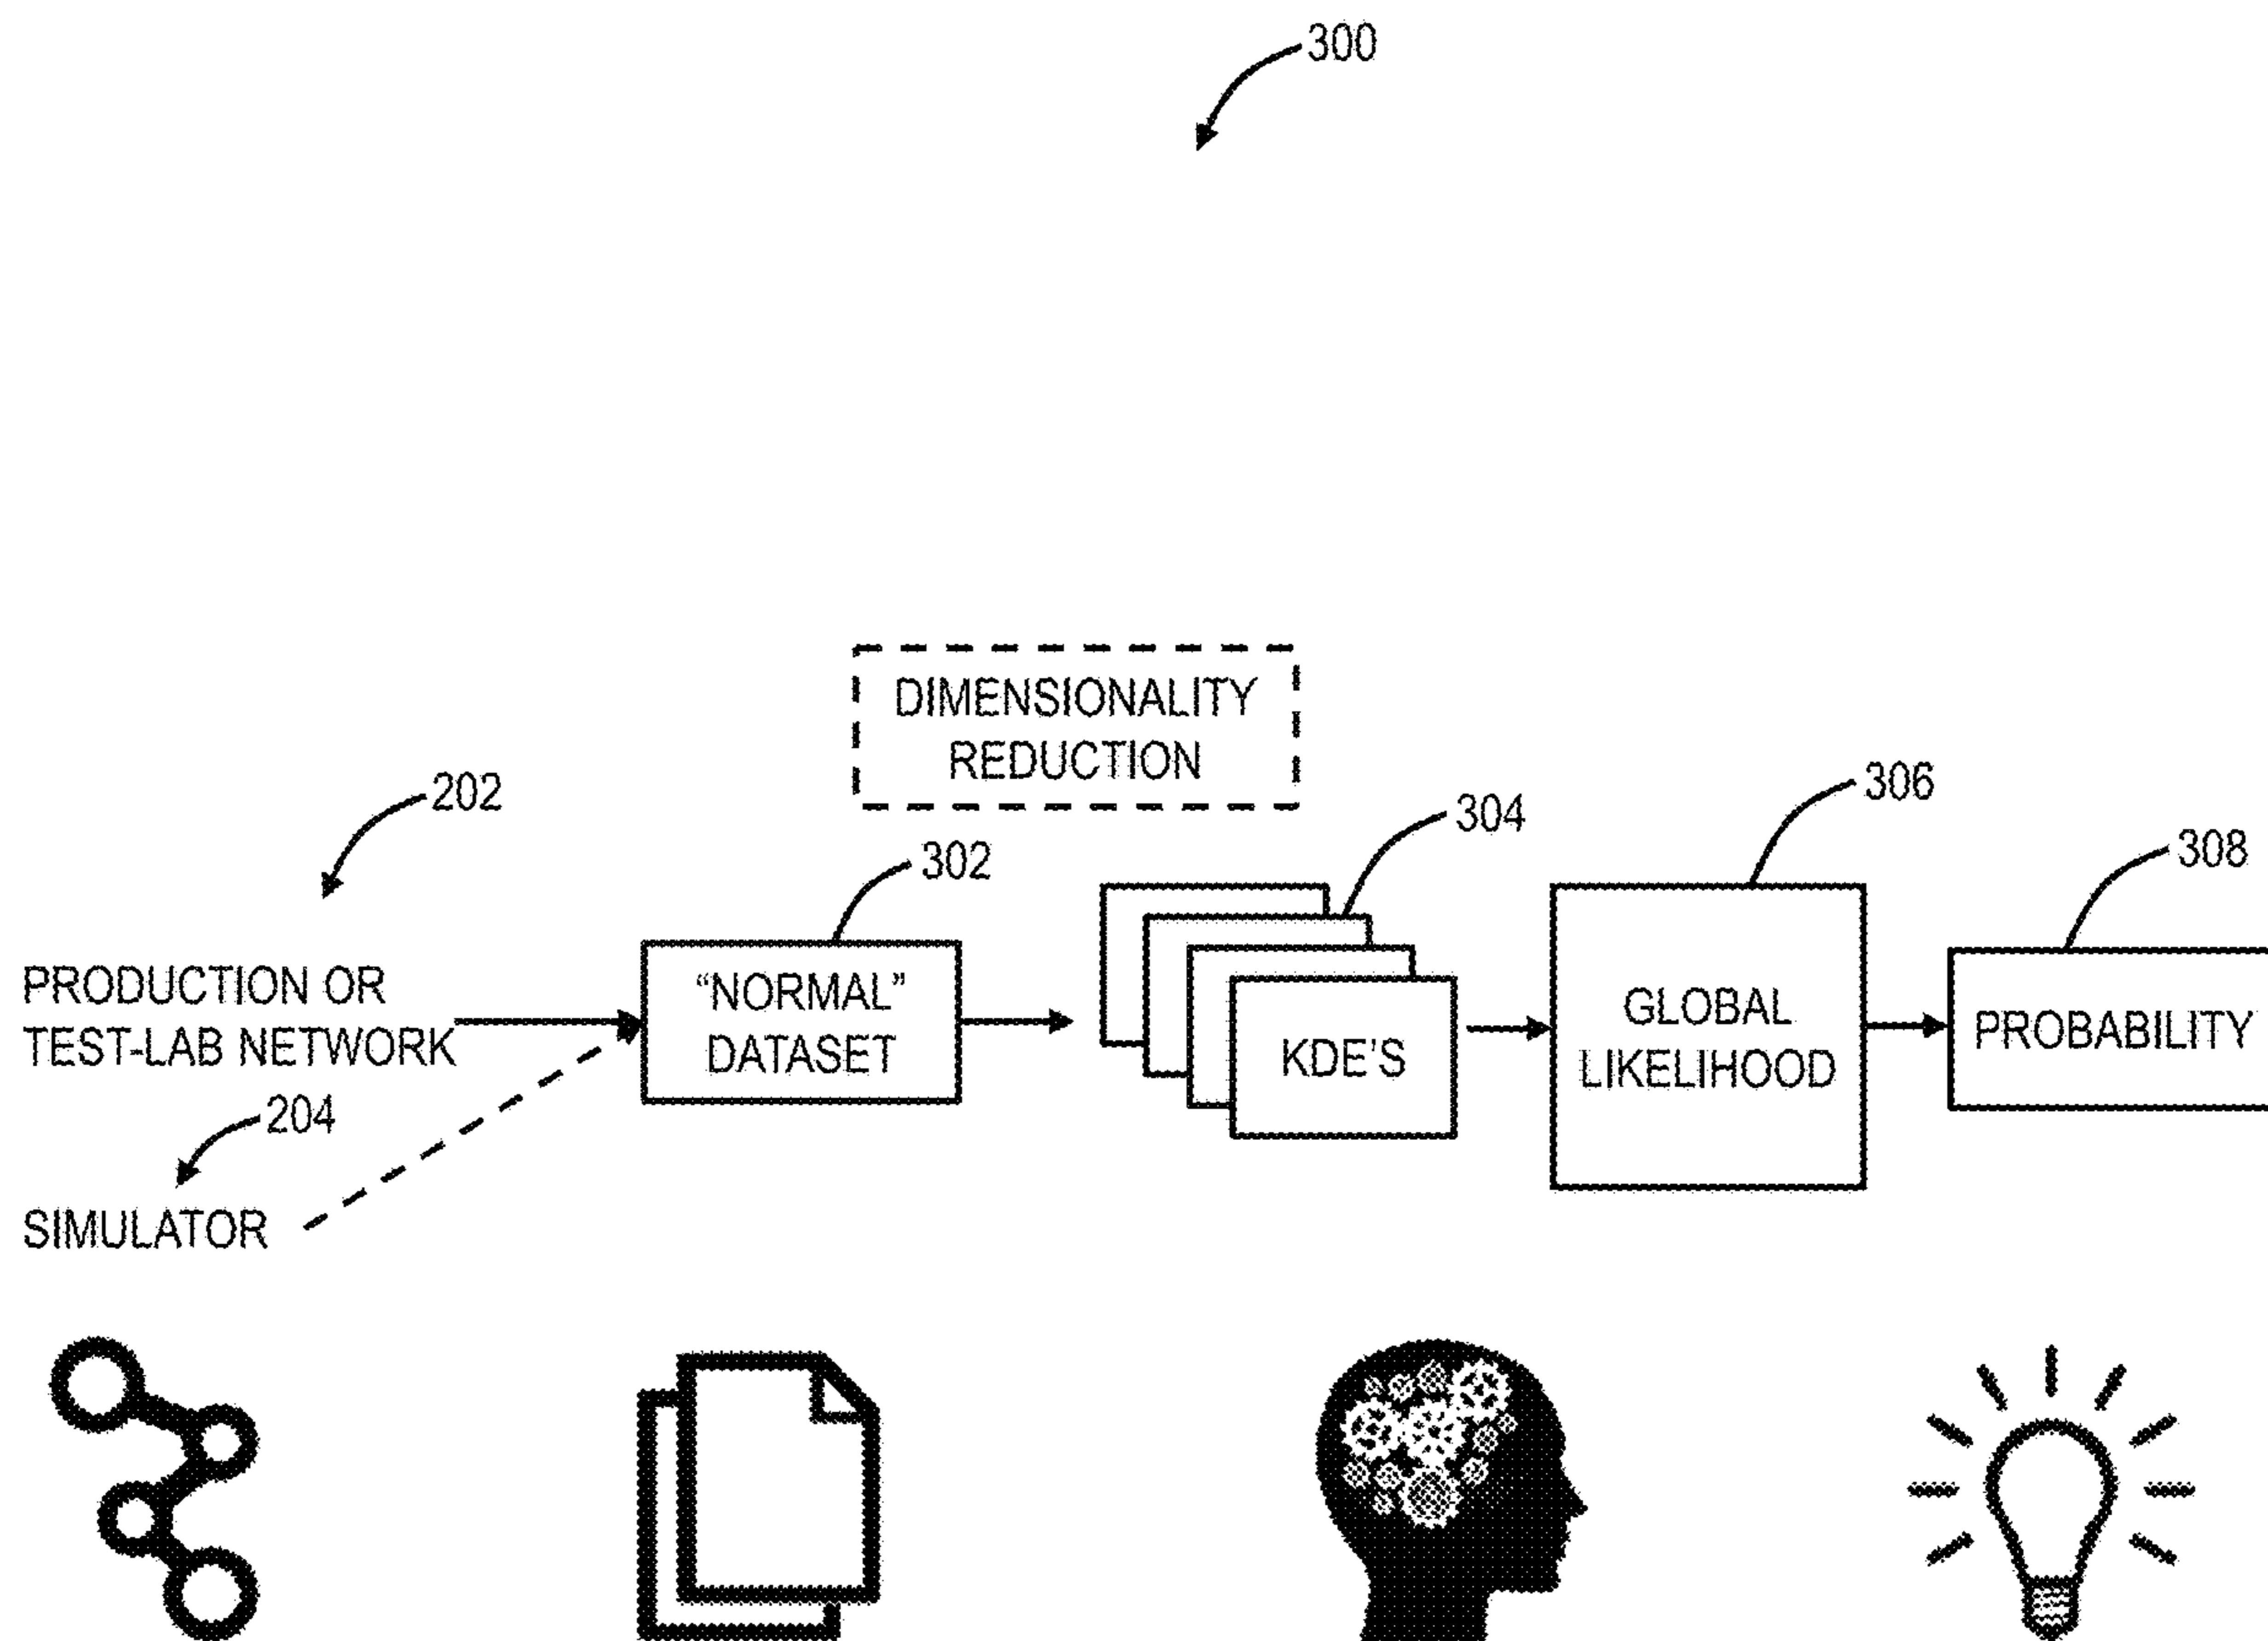 300
DIMENSIONALITY
REDUCTION
202
302
304
306
308
PRODUCTION OR
TEST-LAB NETWORK
“NORMAL”
DATASET
KDE'S
GLOBAL
LIKELIHOOD
PROBABILITY
204
SIMULATOR